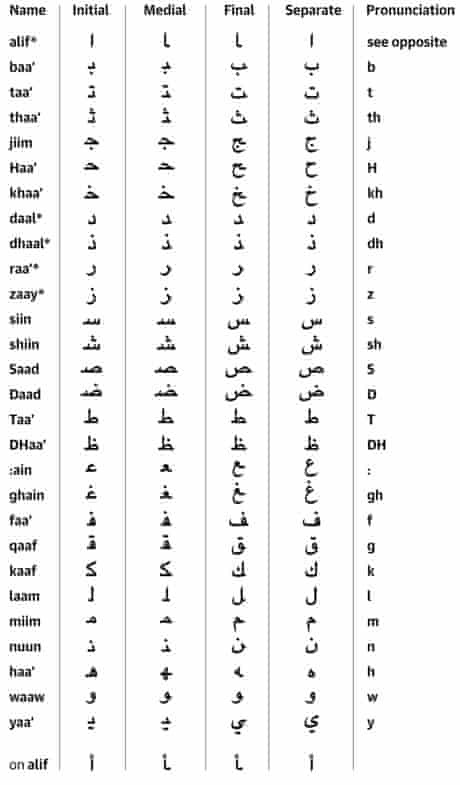 Name Initial Medial Final Separate Pronunciation
alif* ا ـا ـا ا see opposite
baa' بـ ـبـ ـب ب b
taa' تـ ـتـ ـت ت t
thaa' ثـ ـثـ ـث ث th
jiim جـ ـجـ ـج ج j
Haa' حـ ـحـ ـح ح H
khaa' خـ ـخـ ـخ خ kh
daal* د ـد ـد د d
dhaal* ذ ـذ ـذ ذ dh
raa'* ر ـر ـر ر r
zaay* ز ـز ـز ز z
siin سـ ـسـ ـس س s
shiin شـ ـشـ ـش ش sh
Saad صـ ـصـ ـص ص S
Daad ضـ ـضـ ـض ض D
Taa' طـ ـطـ ـط ط T
DHaa' ظـ ـظـ ـظ ظ DH
:ain عـ ـعـ ـع ع :
ghain غـ ـغـ ـغ غ gh
faa' فـ ـفـ ـف ف f
qaaf قـ ـقـ ـق ق g
kaaf كـ ـكـ ـك ك k
laam لـ ـلـ ـل ل l
miim مـ ـمـ ـم م m
nuun نـ ـنـ ـن ن n
haa' هـ ـهـ ـه ه h
waaw و ـو ـو و w
yaa' يـ ـيـ ـي ي y
on alif أ ـأ ـأ أ